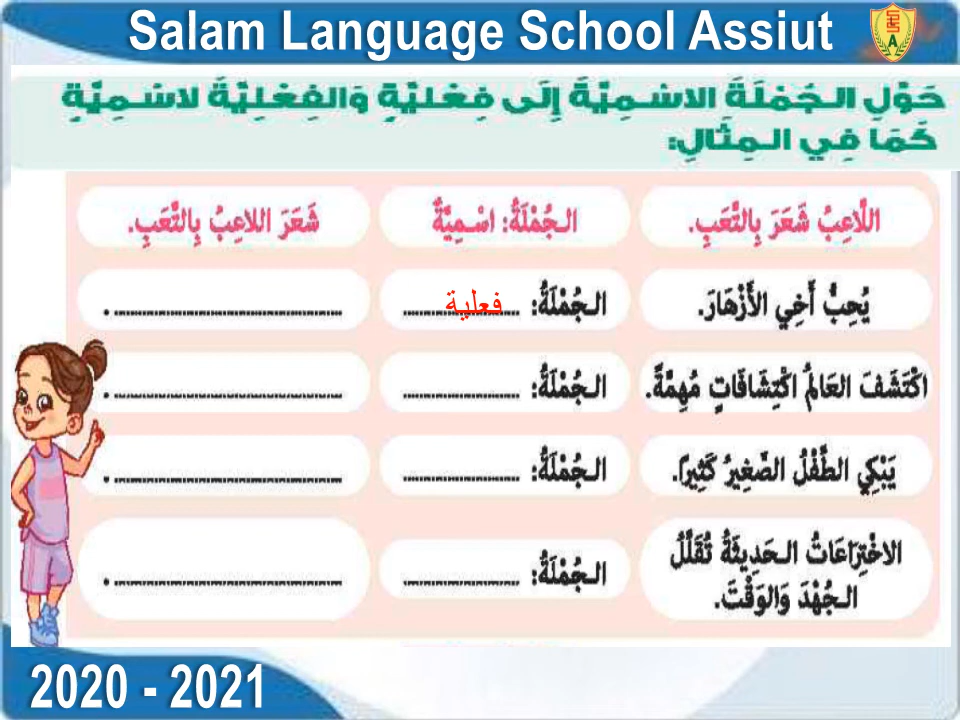 Salam Language School Assiut
حَوِّلِ الجُمْلَةَ الاسْمِيَّةَ إِلَى فِعْلِيَّةٍ وَالفِعْلِيَّةَ لاسْمِيَّةٍ
كَمَا فِي المِثَالِ:
اللَّاعِبُ شَعَرَ بِالتَّعَبِ. الجُمْلَةُ: اسْمِيَّةٌ شَعَرَ اللاعِبُ بِالتَّعَبِ.
يُحِبُّ أَخِي الأَزْهَارَ. الجُمْلَةُ: فعلية ............
اكْتَشَفَ العَالِمُ اكْتِشَافَاتٍ مُهِمَّةً. الجُمْلَةُ: ............ ............
يَبْكِي الطِّفْلُ الصَّغِيرُ كَثِيرًا. الجُمْلَةُ: ............ ............
الاخْتِرَاعَاتُ الحَدِيثَةُ تُقَلِّلُ
الجُهْدَ وَالوَقْتَ. الجُمْلَةُ: ............ ............
2020 - 2021